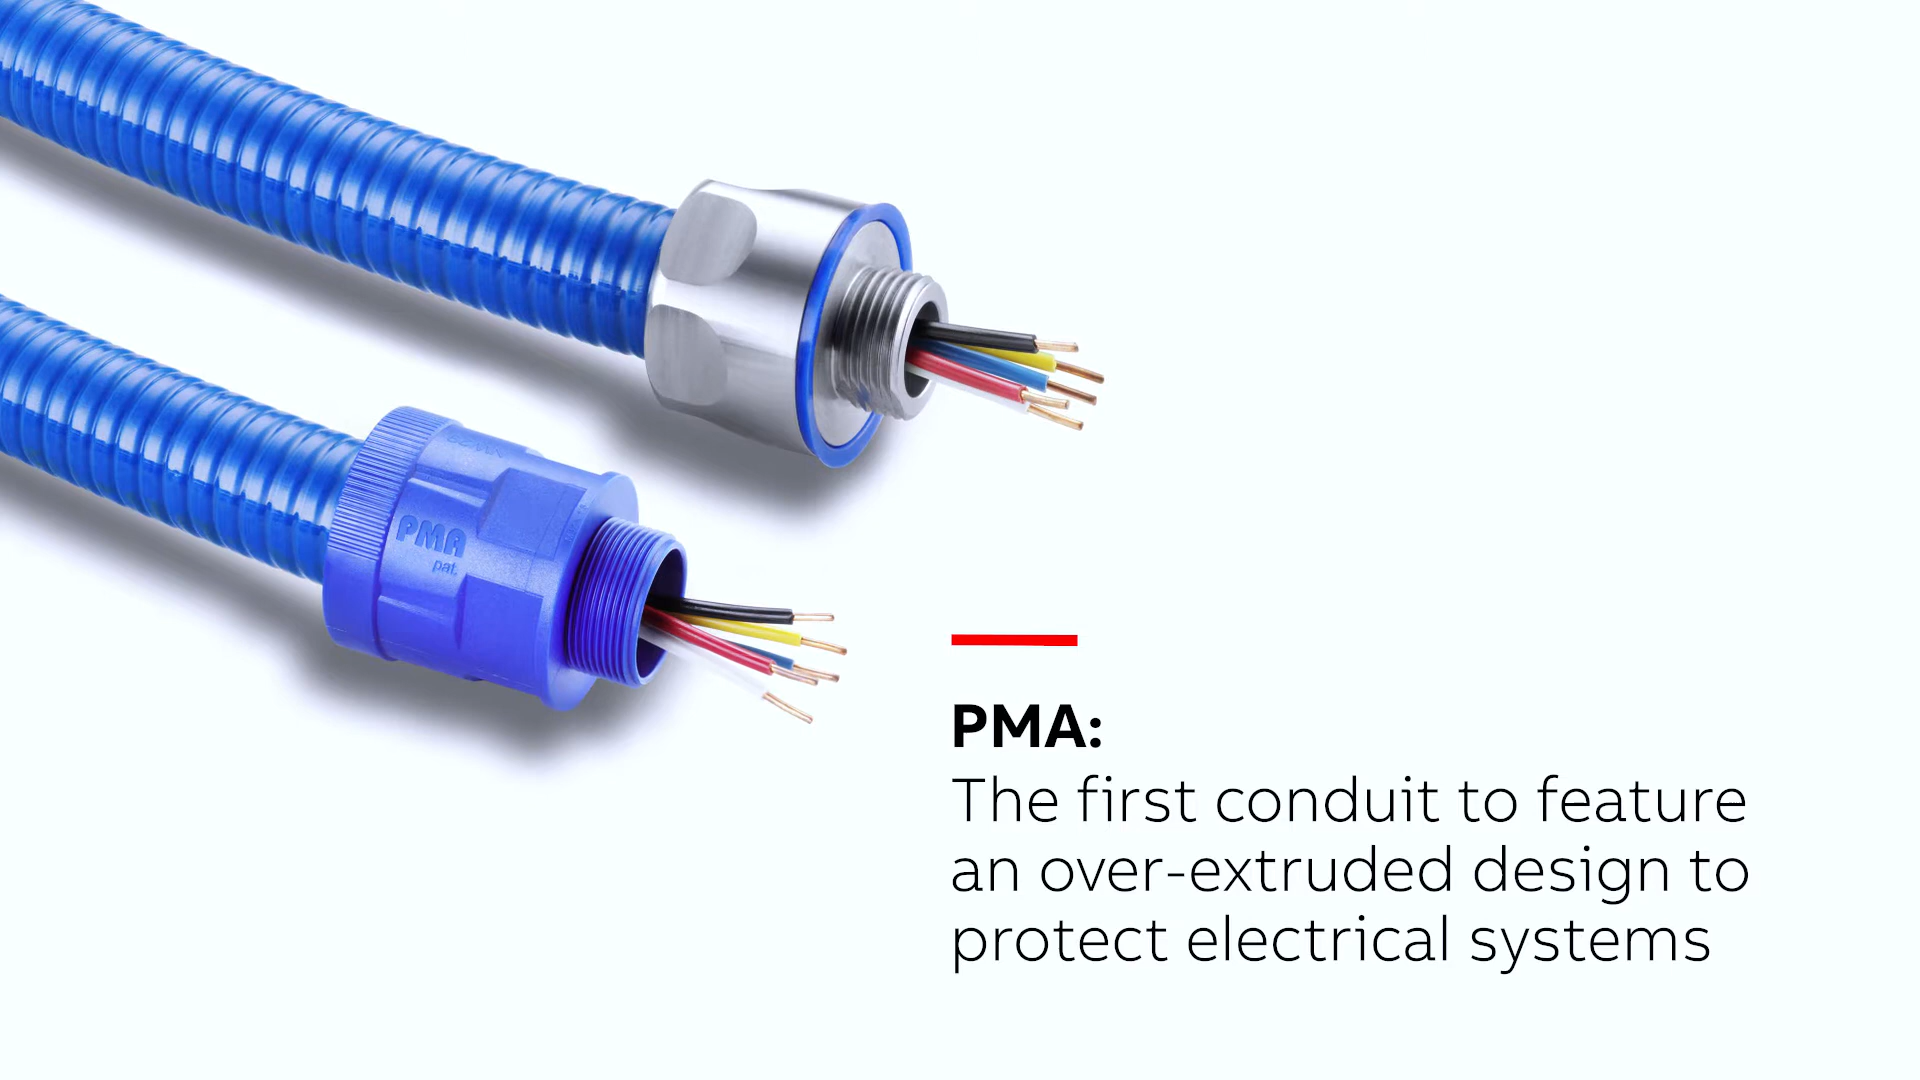 PMA
pat.
PMA:
The first conduit to feature
an over-extruded design to
protect electrical systems